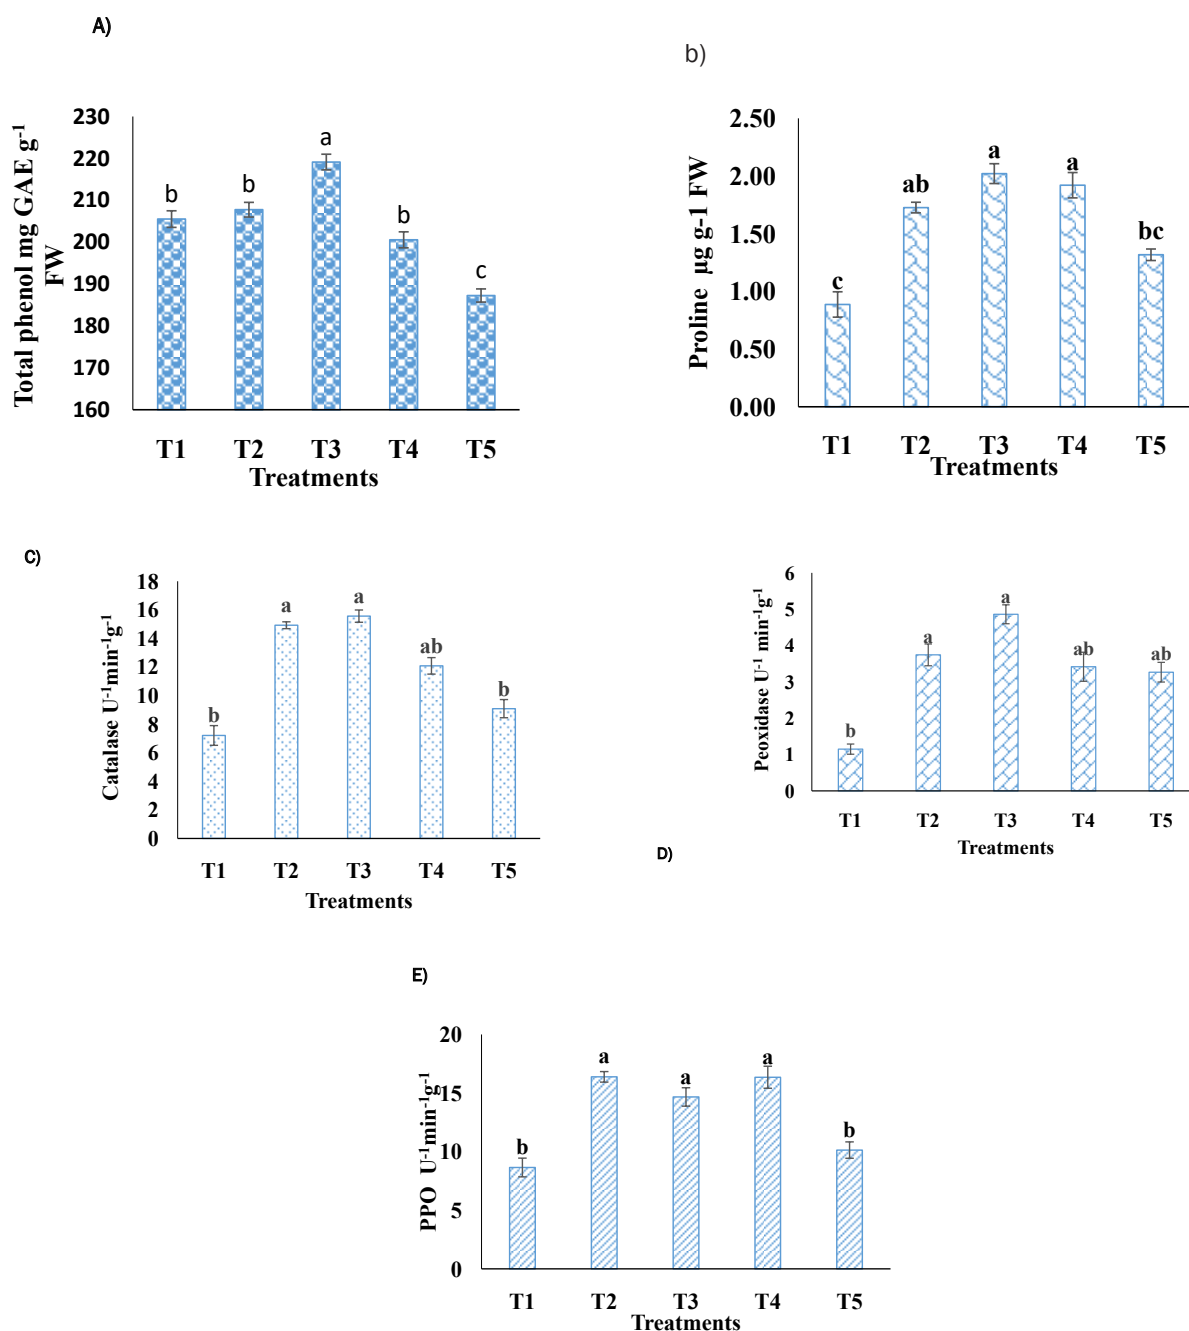 A)
Total phenol mg GAE g⁻¹
FW
230
220
210
200
190
180
170
160
b
b
a
b
c
T1 T2 T3 T4 T5
Treatments
b)
Proline µg g-1 FW
2.50
2.00
1.50
1.00
0.50
0.00
c
ab
a
a
bc
T1 T2 T3 T4 T5
Treatments
C)
Catalase U⁻¹min⁻¹g⁻¹
18
16
14
12
10
8
6
4
2
0
b
a
a
ab
b
T1 T2 T3 T4 T5
Treatments
Peoxidase U⁻¹ min⁻¹g⁻¹
6
5
4
3
2
1
0
b
a
a
ab
ab
T1 T2 T3 T4 T5
Treatments
D)
E)
PPO U⁻¹min⁻¹g⁻¹
20
15
10
5
0
b
a
a
a
b
T1 T2 T3 T4 T5
Treatments